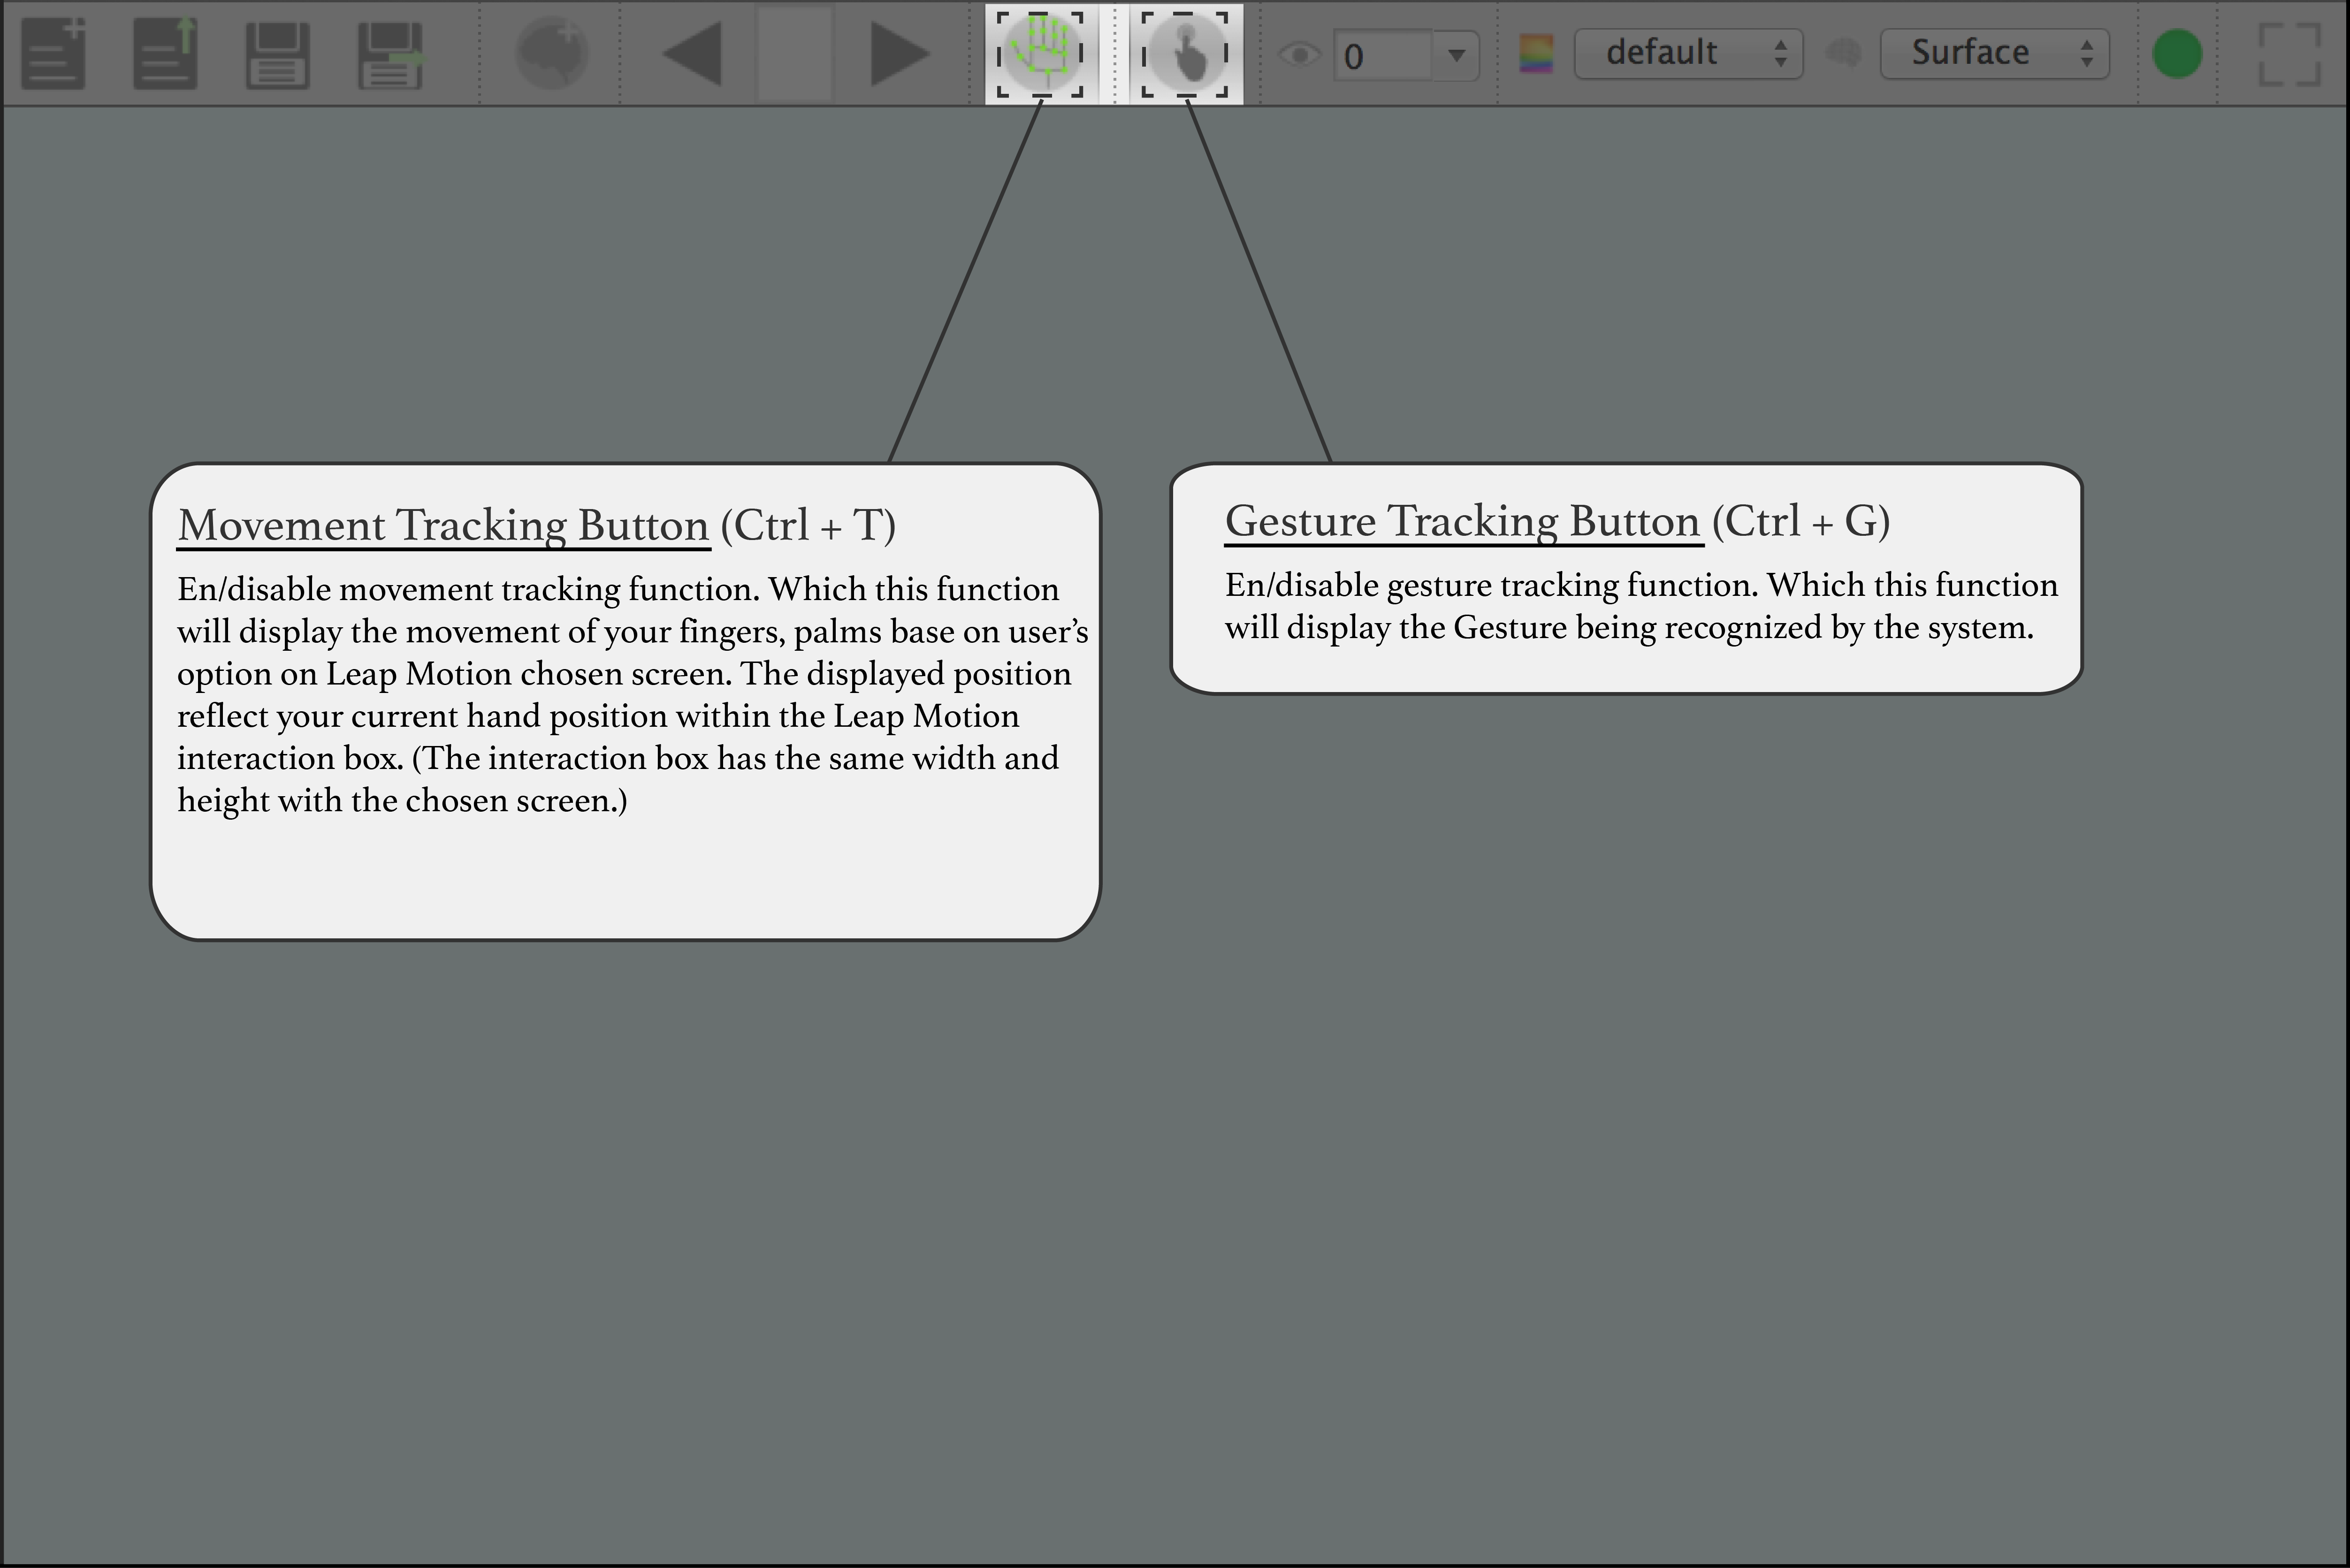 0
default
Surface
Movement Tracking Button (Ctrl + T)
En/disable movement tracking function. Which this function
will display the movement of your fingers, palms base on user’s
option on Leap Motion chosen screen. The displayed position
reflect your current hand position within the Leap Motion
interaction box. (The interaction box has the same width and
height with the chosen screen.)
Gesture Tracking Button (Ctrl + G)
En/disable gesture tracking function. Which this function
will display the Gesture being recognized by the system.